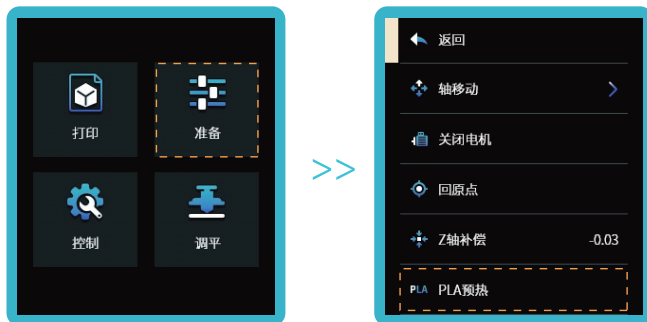 打印
准备
控制
调平
>>
返回
轴移动
关闭电机
回原点
Z轴补偿 -0.03
PLA PLA预热